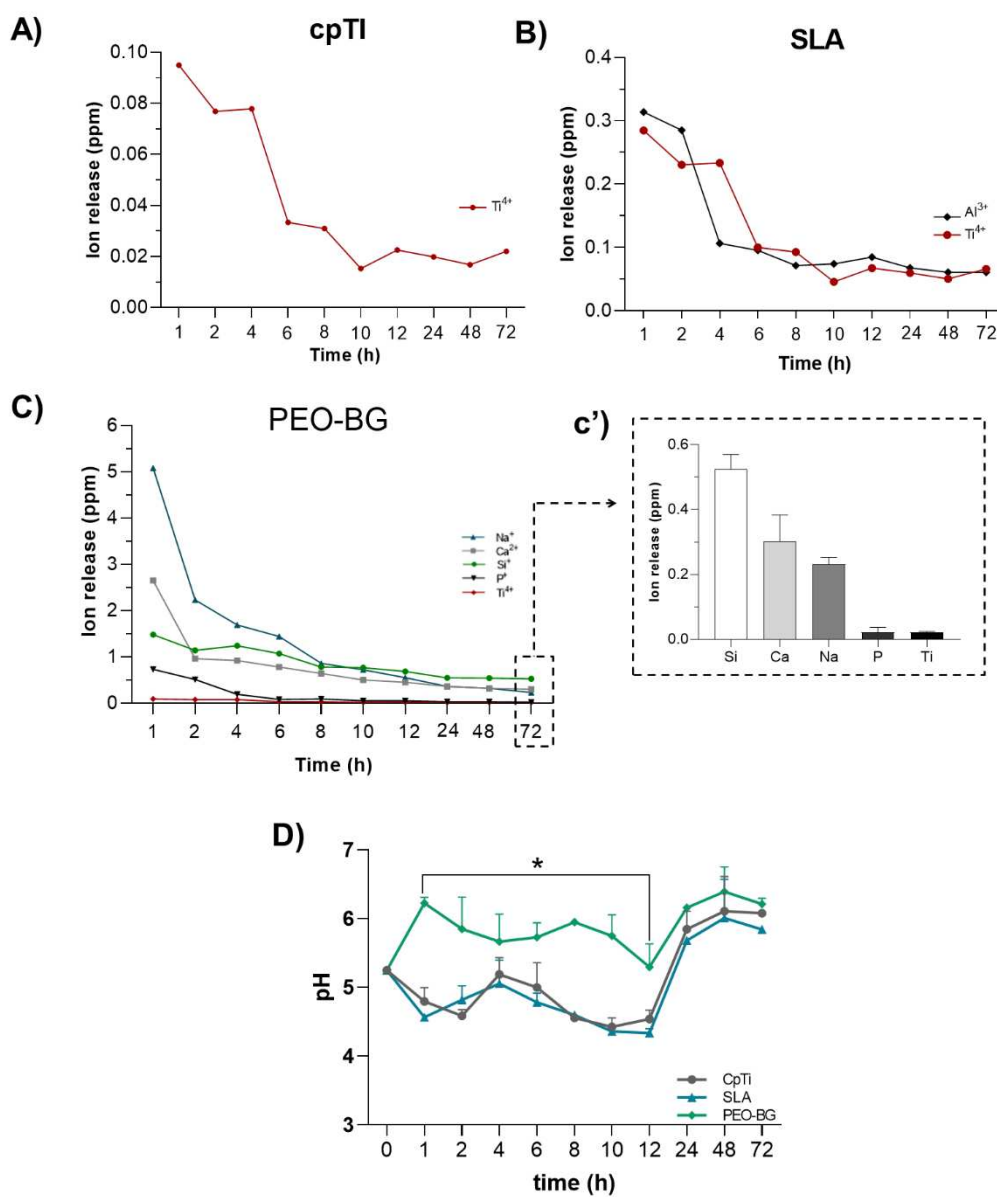 A)
cpTI
Ion release (ppm)
0.10
0.08
0.06
0.04
0.02
0.00
Ti4+
1 2 4 6 8 10 12 24 48 72
Time (h)
B)
SLA
Ion release (ppm)
0.4
0.3
0.2
0.1
0.0
Al3+
Ti4+
1 2 4 6 8 10 12 24 48 72
Time (h)
C)
PEO-BG
Ion release (ppm)
6
5
4
3
2
1
0
Na+
Ca2+
Si+
P+
Ti4+
1 2 4 6 8 10 12 24 48 72
Time (h)
c')
Ion release (ppm)
0.6
0.4
0.2
0.0
Si Ca Na P Ti
D)
*
pH
7
6
5
4
3
CpTi
SLA
PEO-BG
0 1 2 4 6 8 10 12 24 48 72
time (h)